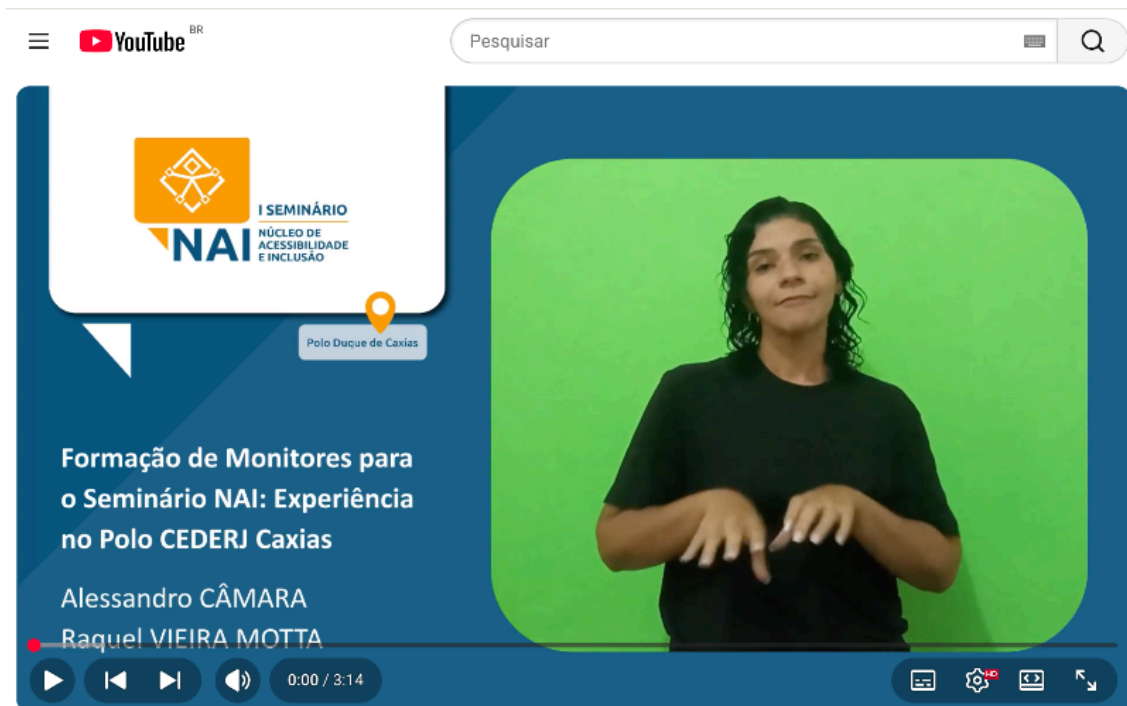 YouTube BR
Pesquisar
I SEMINÁRIO
NAI
NÚCLEO DE
ACESSIBILIDADE
E INCLUSÃO
Polo Duque de Caxias
Formação de Monitores para
o Seminário NAI: Experiência
no Polo CEDERJ Caxias
Alessandro CÂMARA
Raquel VIEIRA MOTTA
0:00 / 3:14
HD